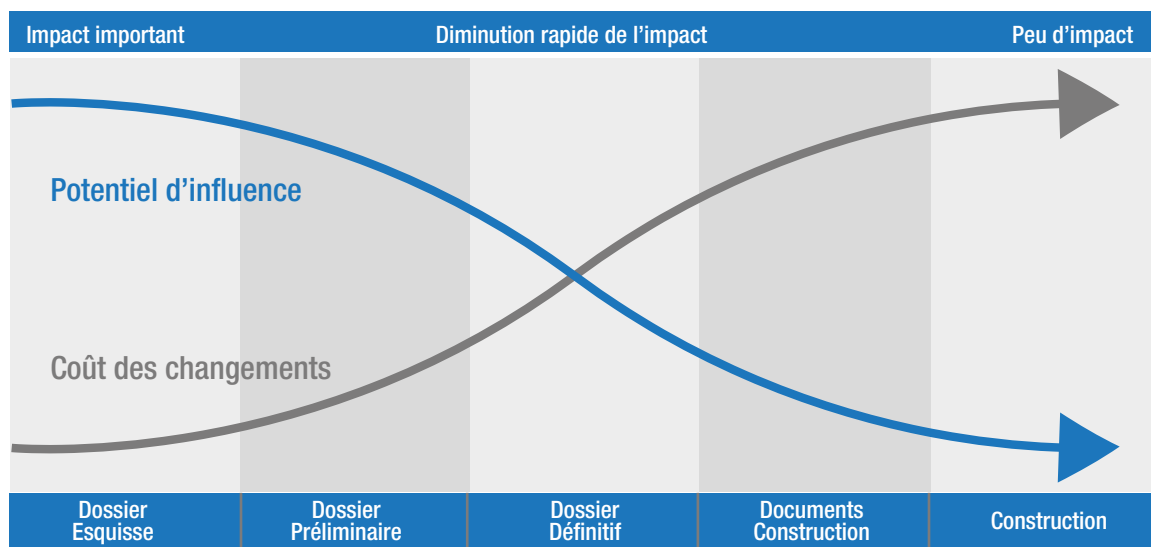 Impact important
Diminution rapide de l’impact
Peu d’impact
Potentiel d’influence
Coût des changements
Dossier
Esquisse
Dossier
Préliminaire
Dossier
Définitif
Documents
Construction
Construction